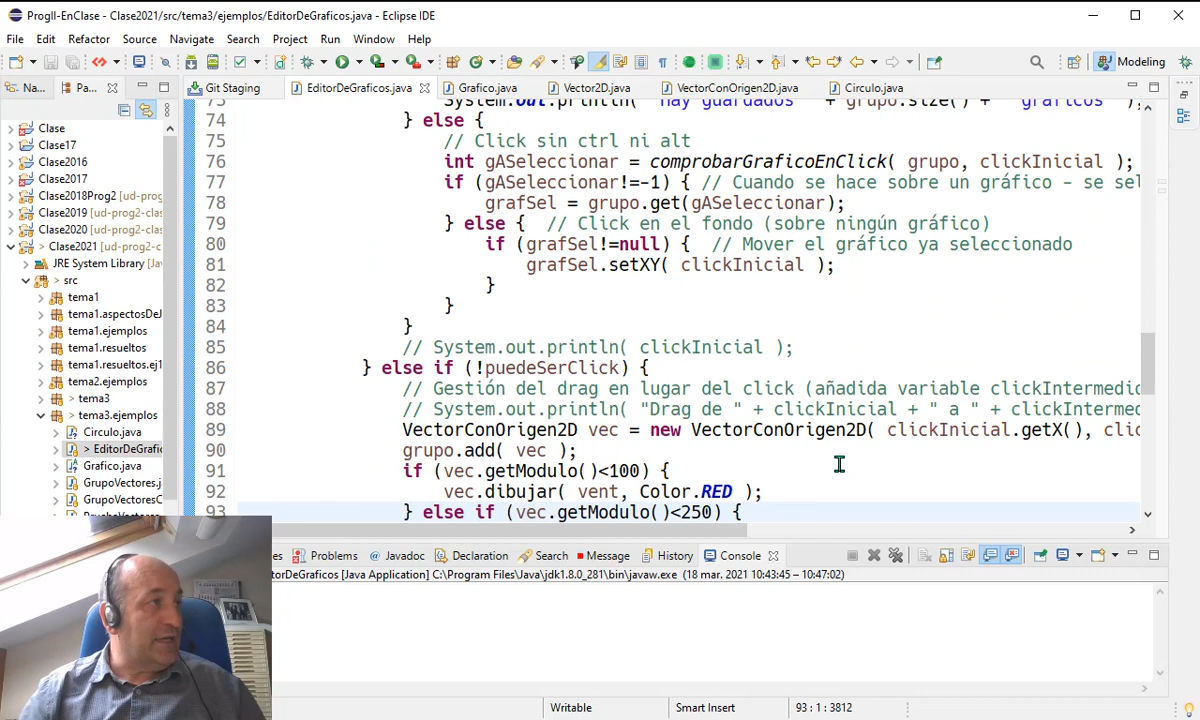 ProgII-EnClase - Clase2021/src/tema3/ejemplos/EditorDeGraficos.java - Eclipse IDE
File Edit Refactor Source Navigate Search Project Run Window Help
Modeling
Na... Pa... Git Staging EditorDeGraficos.java Grafico.java Vector2D.java VectorConOrigen2D.java Circulo.java
Clase
Clase17
Clase2016
Clase2017
Clase2018Prog2 [ud-prog2-clas
Clase2019 [ud-prog2-clas
Clase2020 [ud-prog2-clas
> Clase2021 [ud-prog2-c
JRE System Library [Jav
> src
tema1
tema1.aspectosDeJ
tema1.ejemplos
tema1.resueltos
tema1.resueltos.ej1
tema2.ejemplos
> tema3
> tema3.ejemplos
Circulo.java
> EditorDeGrafic
Grafico.java
GrupoVectores.j
GrupoVectoresC
73 System.out.println( "Hay guardados " + grupo.size() + " gráficos" );
74 } else {
75 // Click sin ctrl ni alt
76 int gASeleccionar = comprobarGraficoEnClick( grupo, clickInicial );
77 if (gASeleccionar!=-1) { // Cuando se hace sobre un gráfico - se sel
78 grafSel = grupo.get(gASeleccionar);
79 } else { // Click en el fondo (sobre ningún gráfico)
80 if (grafSel!=null) { // Mover el gráfico ya seleccionado
81 grafSel.setXY( clickInicial );
82 }
83 }
84 }
85 // System.out.println( clickInicial );
86 } else if (!puedeSerClick) {
87 // Gestión del drag en lugar del click (añadida variable clickIntermedio
88 // System.out.println( "Drag de " + clickInicial + " a " + clickInterme
89 VectorConOrigen2D vec = new VectorConOrigen2D( clickInicial.getX(), clic
90 grupo.add( vec );
91 if (vec.getModulo()<100) {
92 vec.dibujar( vent, Color.RED );
93 } else if (vec.getModulo()<250) {
es Problems Javadoc Declaration Search Message History Console
itorDeGraficos [Java Application] C:\Program Files\Java\jdk1.8.0_281\bin\javaw.exe (18 mar. 2021 10:43:45 – 10:47:02)
Writable Smart Insert 93 : 1 : 3812